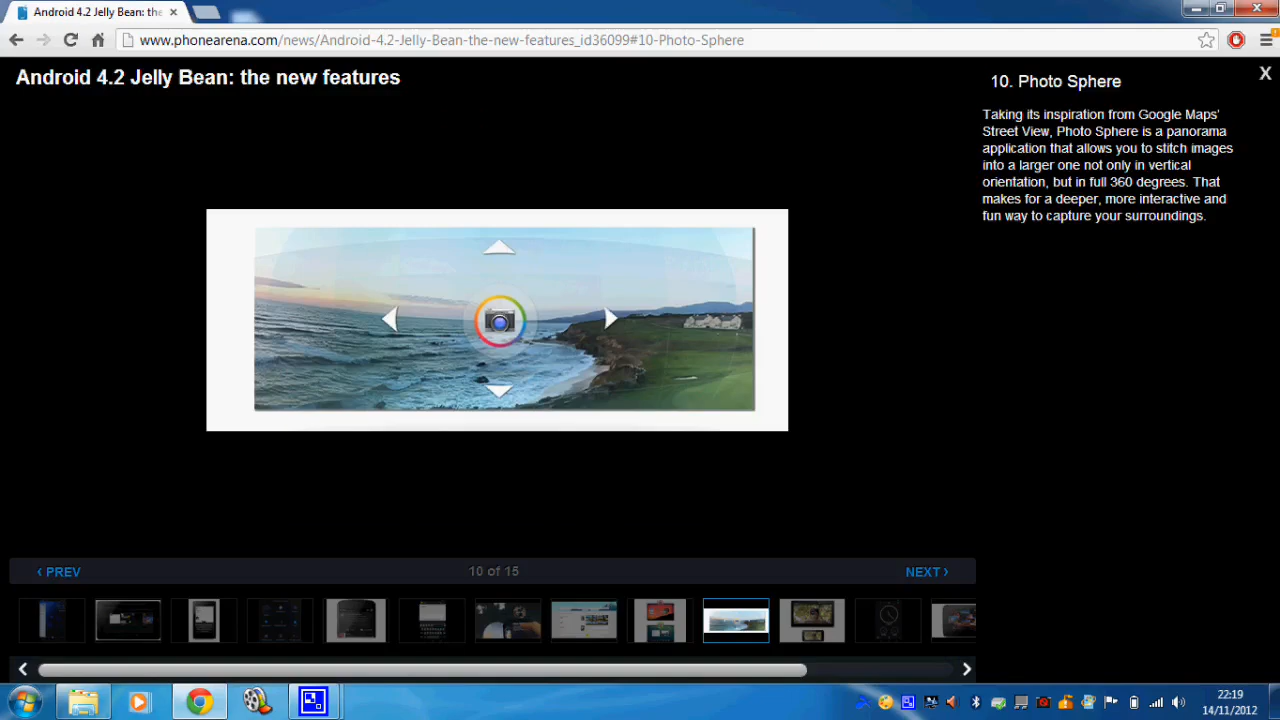 Android 4.2 Jelly Bean: the
www.phonearena.com/news/Android-4.2-Jelly-Bean-the-new-features_id36099#10-Photo-Sphere
Android 4.2 Jelly Bean: the new features
X
10. Photo Sphere
Taking its inspiration from Google Maps'
Street View, Photo Sphere is a panorama
application that allows you to stitch images
into a larger one not only in vertical
orientation, but in full 360 degrees. That
makes for a deeper, more interactive and
fun way to capture your surroundings.
‹ PREV
10 of 15
NEXT ›
22:19
14/11/2012